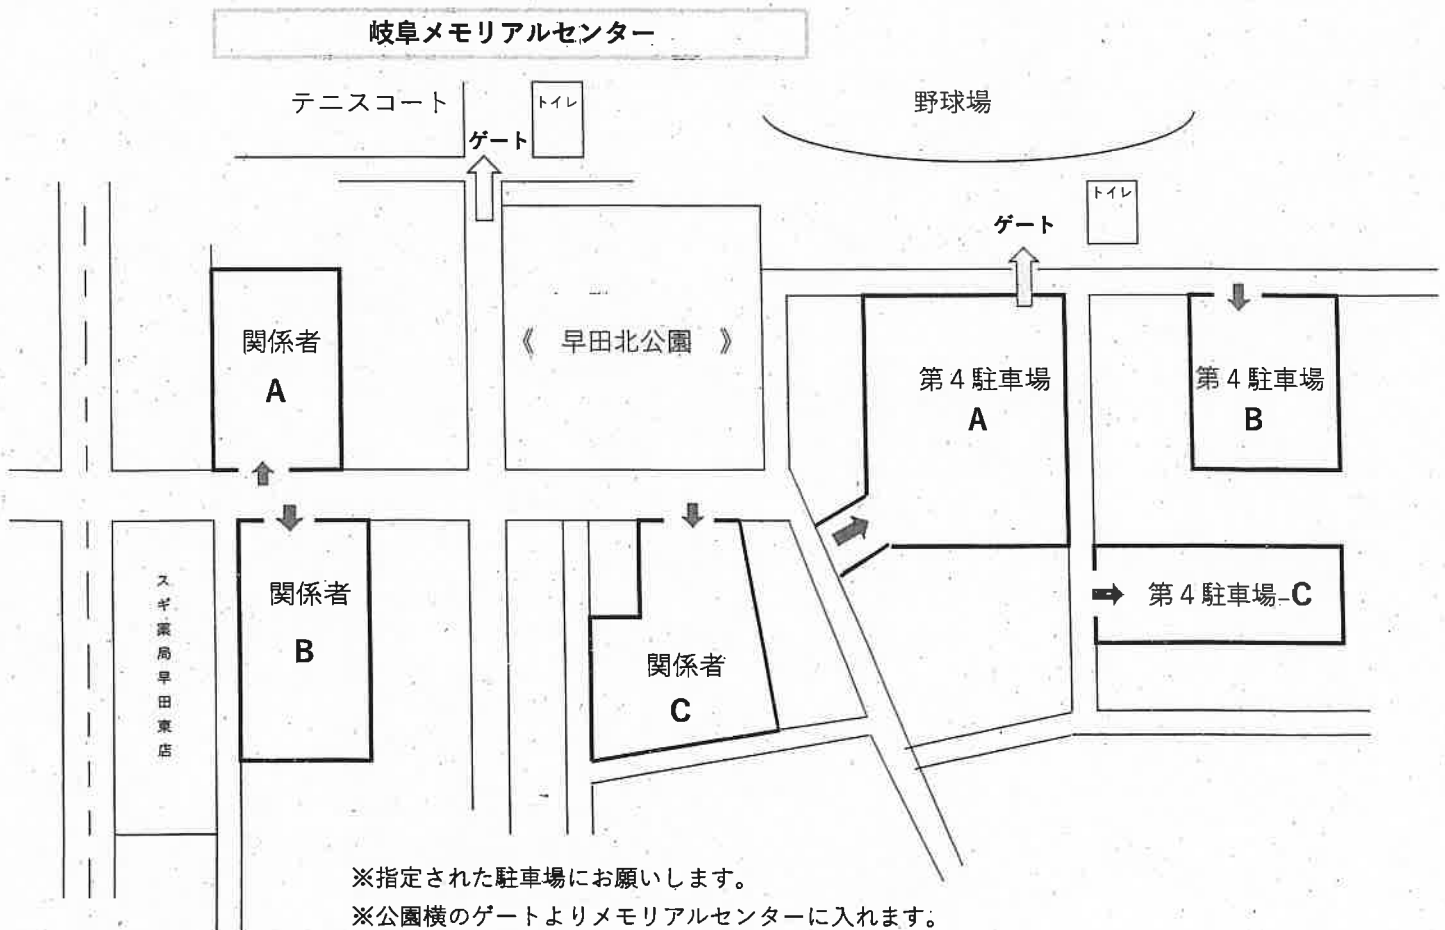 岐阜メモリアルセンター
テニスコート
トイレ
野球場
ゲート
トイレ
ゲート
関係者
A
《 早田北公園 》
第4駐車場
A
第4駐車場
B
関係者
B
スギ薬局早田東店
関係者
C
第4駐車場-C
※指定された駐車場にお願いします。
※公園横のゲートよりメモリアルセンターに入れます。